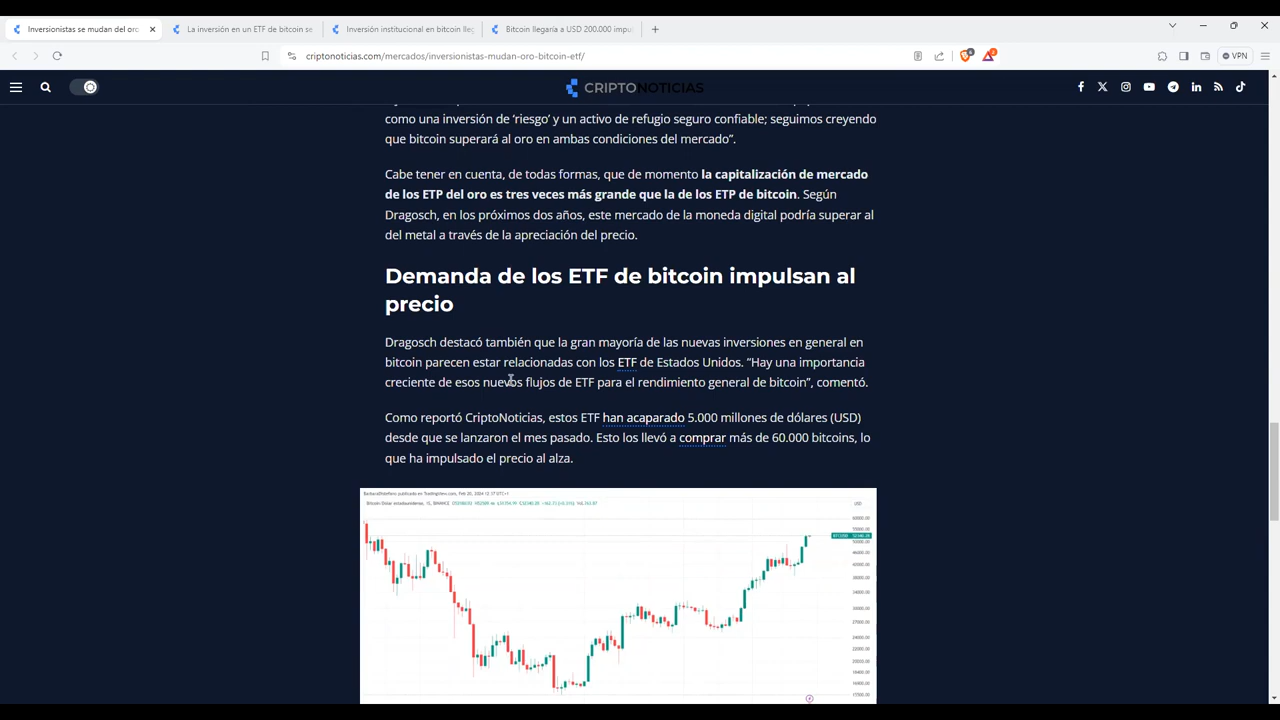 Inversionistas se mudan del oro
La inversión en un ETF de bitcoin se
Inversión institucional en bitcoin lleg
Bitcoin llegaría a USD 200.000 impu
criptonoticias.com/mercados/inversionistas-mudan-oro-bitcoin-etf/
VPN
CRIPTONOTICIAS
como una inversión de ‘riesgo’ y un activo de refugio seguro confiable; seguimos creyendo
que bitcoin superará al oro en ambas condiciones del mercado”.
Cabe tener en cuenta, de todas formas, que de momento la capitalización de mercado
de los ETP del oro es tres veces más grande que la de los ETP de bitcoin. Según
Dragosch, en los próximos dos años, este mercado de la moneda digital podría superar al
del metal a través de la apreciación del precio.
Demanda de los ETF de bitcoin impulsan al
precio
Dragosch destacó también que la gran mayoría de las nuevas inversiones en general en
bitcoin parecen estar relacionadas con los ETF de Estados Unidos. “Hay una importancia
creciente de esos nuevos flujos de ETF para el rendimiento general de bitcoin”, comentó.
Como reportó CriptoNoticias, estos ETF han acaparado 5.000 millones de dólares (USD)
desde que se lanzaron el mes pasado. Esto los llevó a comprar más de 60.000 bitcoins, lo
que ha impulsado el precio al alza.
USD